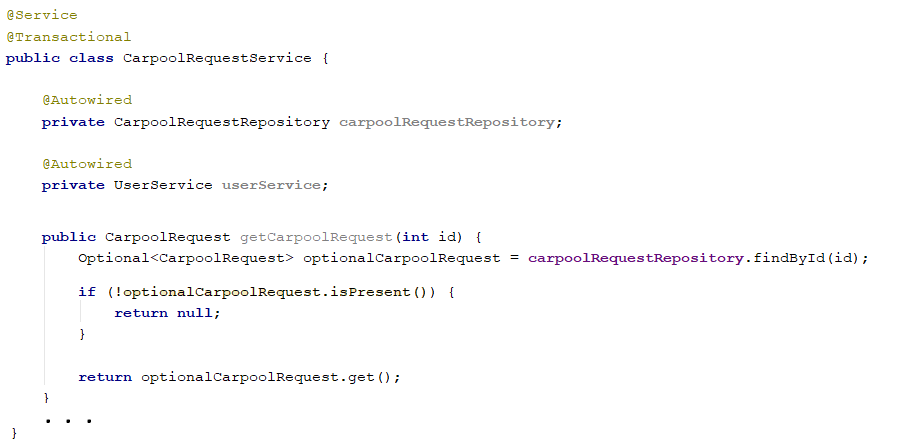 @Service
@Transactional
public class CarpoolRequestService {
@Autowired
private CarpoolRequestRepository carpoolRequestRepository;
@Autowired
private UserService userService;
public CarpoolRequest getCarpoolRequest(int id) {
Optional<CarpoolRequest> optionalCarpoolRequest = carpoolRequestRepository.findById(id);
if (!optionalCarpoolRequest.isPresent()) {
return null;
}
return optionalCarpoolRequest.get();
}
. . .
}